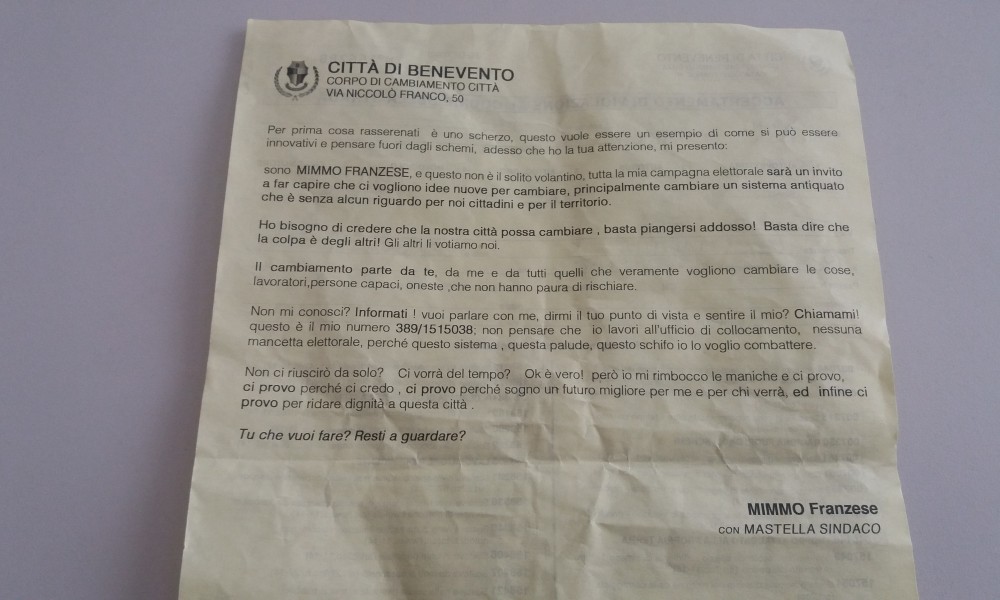 CITTÀ DI BENEVENTO
CORPO DI CAMBIAMENTO CITTÀ
VIA NICCOLÒ FRANCO, 50
Per prima cosa rasserenati è uno scherzo, questo vuole essere un esempio di come si può essere
innovativi e pensare fuori dagli schemi, adesso che ho la tua attenzione, mi presento:
sono MIMMO FRANZESE, e questo non è il solito volantino, tutta la mia campagna elettorale sarà un invito
a far capire che ci vogliono idee nuove per cambiare, principalmente cambiare un sistema antiquato
che è senza alcun riguardo per noi cittadini e per il territorio.
Ho bisogno di credere che la nostra città possa cambiare , basta piangersi addosso! Basta dire che
la colpa è degli altri! Gli altri li votiamo noi.
Il cambiamento parte da te, da me e da tutti quelli che veramente vogliono cambiare le cose,
lavoratori,persone capaci, oneste ,che non hanno paura di rischiare.
Non mi conosci? Informati ! vuoi parlare con me, dirmi il tuo punto di vista e sentire il mio? Chiamami!
questo è il mio numero 389/1515038; non pensare che io lavori all'ufficio di collocamento, nessuna
mancetta elettorale, perché questo sistema , questa palude, questo schifo io lo voglio combattere.
Non ci riuscirò da solo? Ci vorrà del tempo? Ok è vero! però io mi rimbocco le maniche e ci provo,
ci provo perché ci credo , ci provo perché sogno un futuro migliore per me e per chi verrà, ed infine ci
provo per ridare dignità a questa città .
Tu che vuoi fare? Resti a guardare?
MIMMO Franzese
CON MASTELLA SINDACO